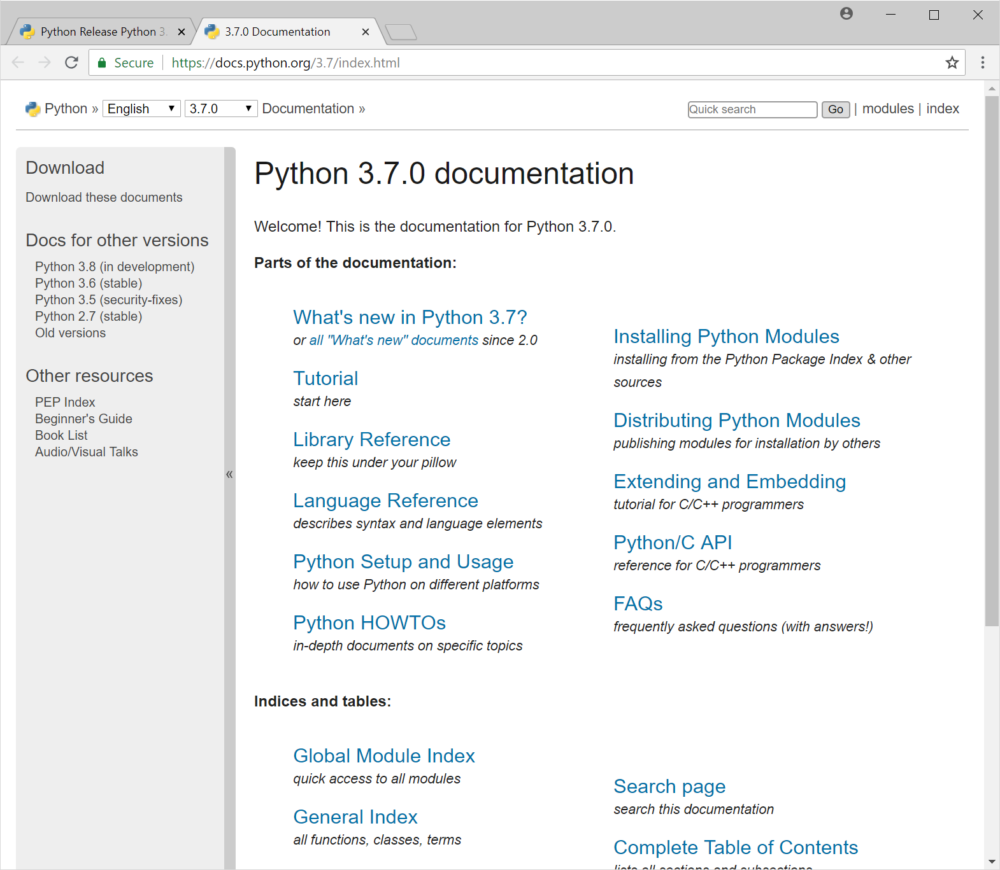 Python Release Python 3.
3.7.0 Documentation
Secure
https://docs.python.org/3.7/index.html
Python » English 3.7.0 Documentation »
Quick search Go | modules | index
Download
Download these documents
Docs for other versions
Python 3.8 (in development)
Python 3.6 (stable)
Python 3.5 (security-fixes)
Python 2.7 (stable)
Old versions
Other resources
PEP Index
Beginner's Guide
Book List
Audio/Visual Talks
«
Python 3.7.0 documentation
Welcome! This is the documentation for Python 3.7.0.
Parts of the documentation:
What's new in Python 3.7?
or all "What's new" documents since 2.0
Tutorial
start here
Library Reference
keep this under your pillow
Language Reference
describes syntax and language elements
Python Setup and Usage
how to use Python on different platforms
Python HOWTOs
in-depth documents on specific topics
Installing Python Modules
installing from the Python Package Index & other
sources
Distributing Python Modules
publishing modules for installation by others
Extending and Embedding
tutorial for C/C++ programmers
Python/C API
reference for C/C++ programmers
FAQs
frequently asked questions (with answers!)
Indices and tables:
Global Module Index
quick access to all modules
General Index
all functions, classes, terms
Search page
search this documentation
Complete Table of Contents
lists all sections and subsections